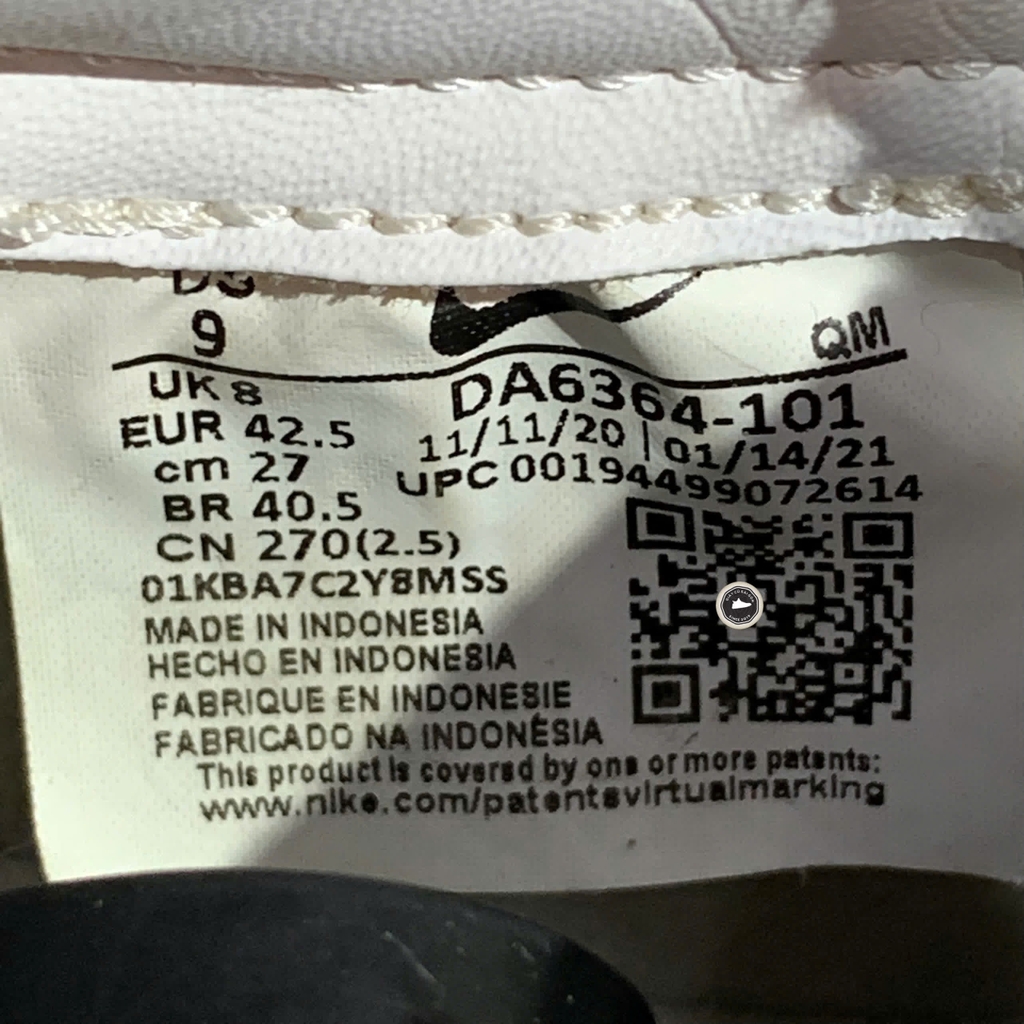 9
QM
UK 8
DA6364-101
EUR 42.5
11/11/20 | 01/14/21
cm 27
UPC 00194499072614
BR 40.5
CN 270(2.5)
01KBA7C2Y8MSS
MADE IN INDONESIA
HECHO EN INDONESIA
FABRIQUE EN INDONESIE
FABRICADO NA INDONÉSIA
This product is covered by one or more patents:
www.nike.com/patentsvirtualmarking